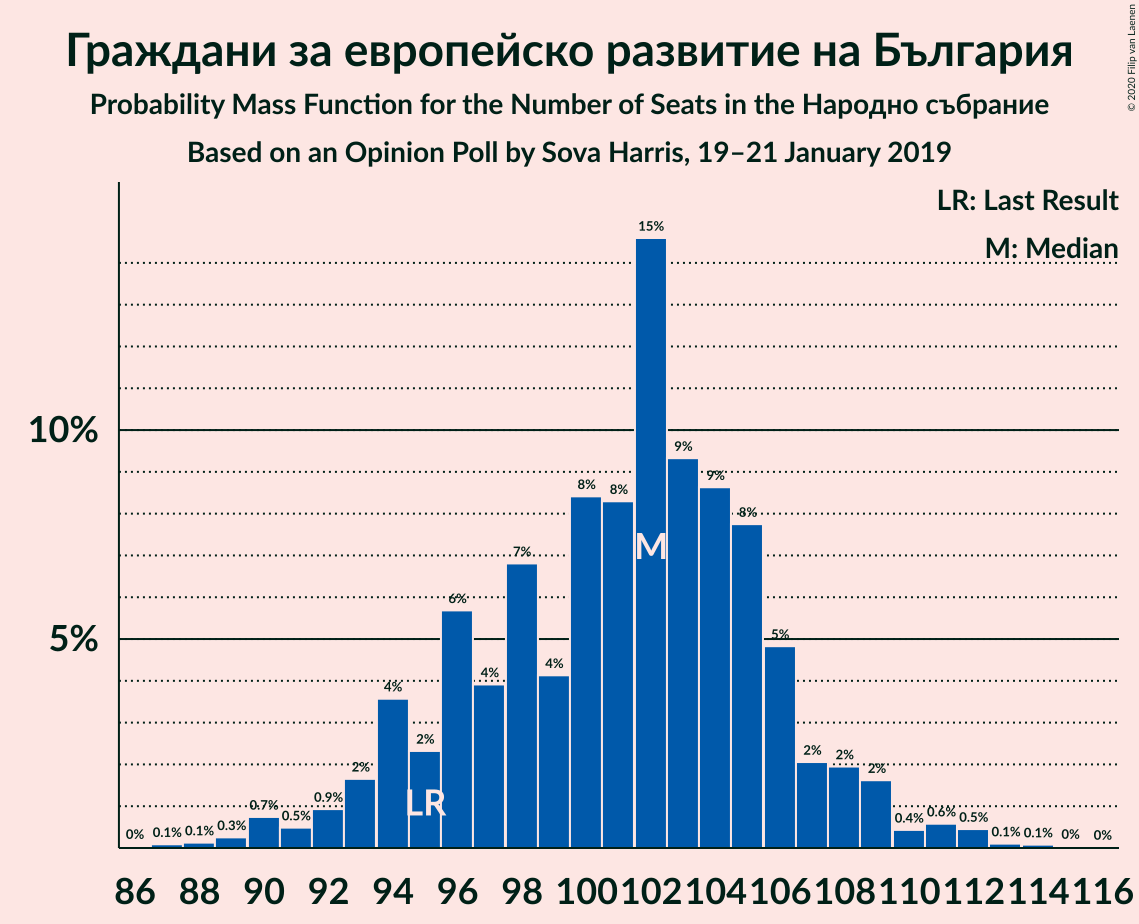 Граждани за европейско развитие на България
Probability Mass Function for the Number of Seats in the Народно събрание
Based on an Opinion Poll by Sova Harris, 19–21 January 2019
© 2020 Filip van Laenen
LR: Last Result
M: Median
10%
5%
0% 0.1% 0.1% 0.3% 0.7% 0.5% 0.9% 2% 4% 2% 6% 4% 7% 4% 8% 8% 15% 9% 9% 8% 5% 2% 2% 2% 0.4% 0.6% 0.5% 0.1% 0.1% 0% 0%
M
LR
86 88 90 92 94 96 98 100 102 104 106 108 110 112 114 116